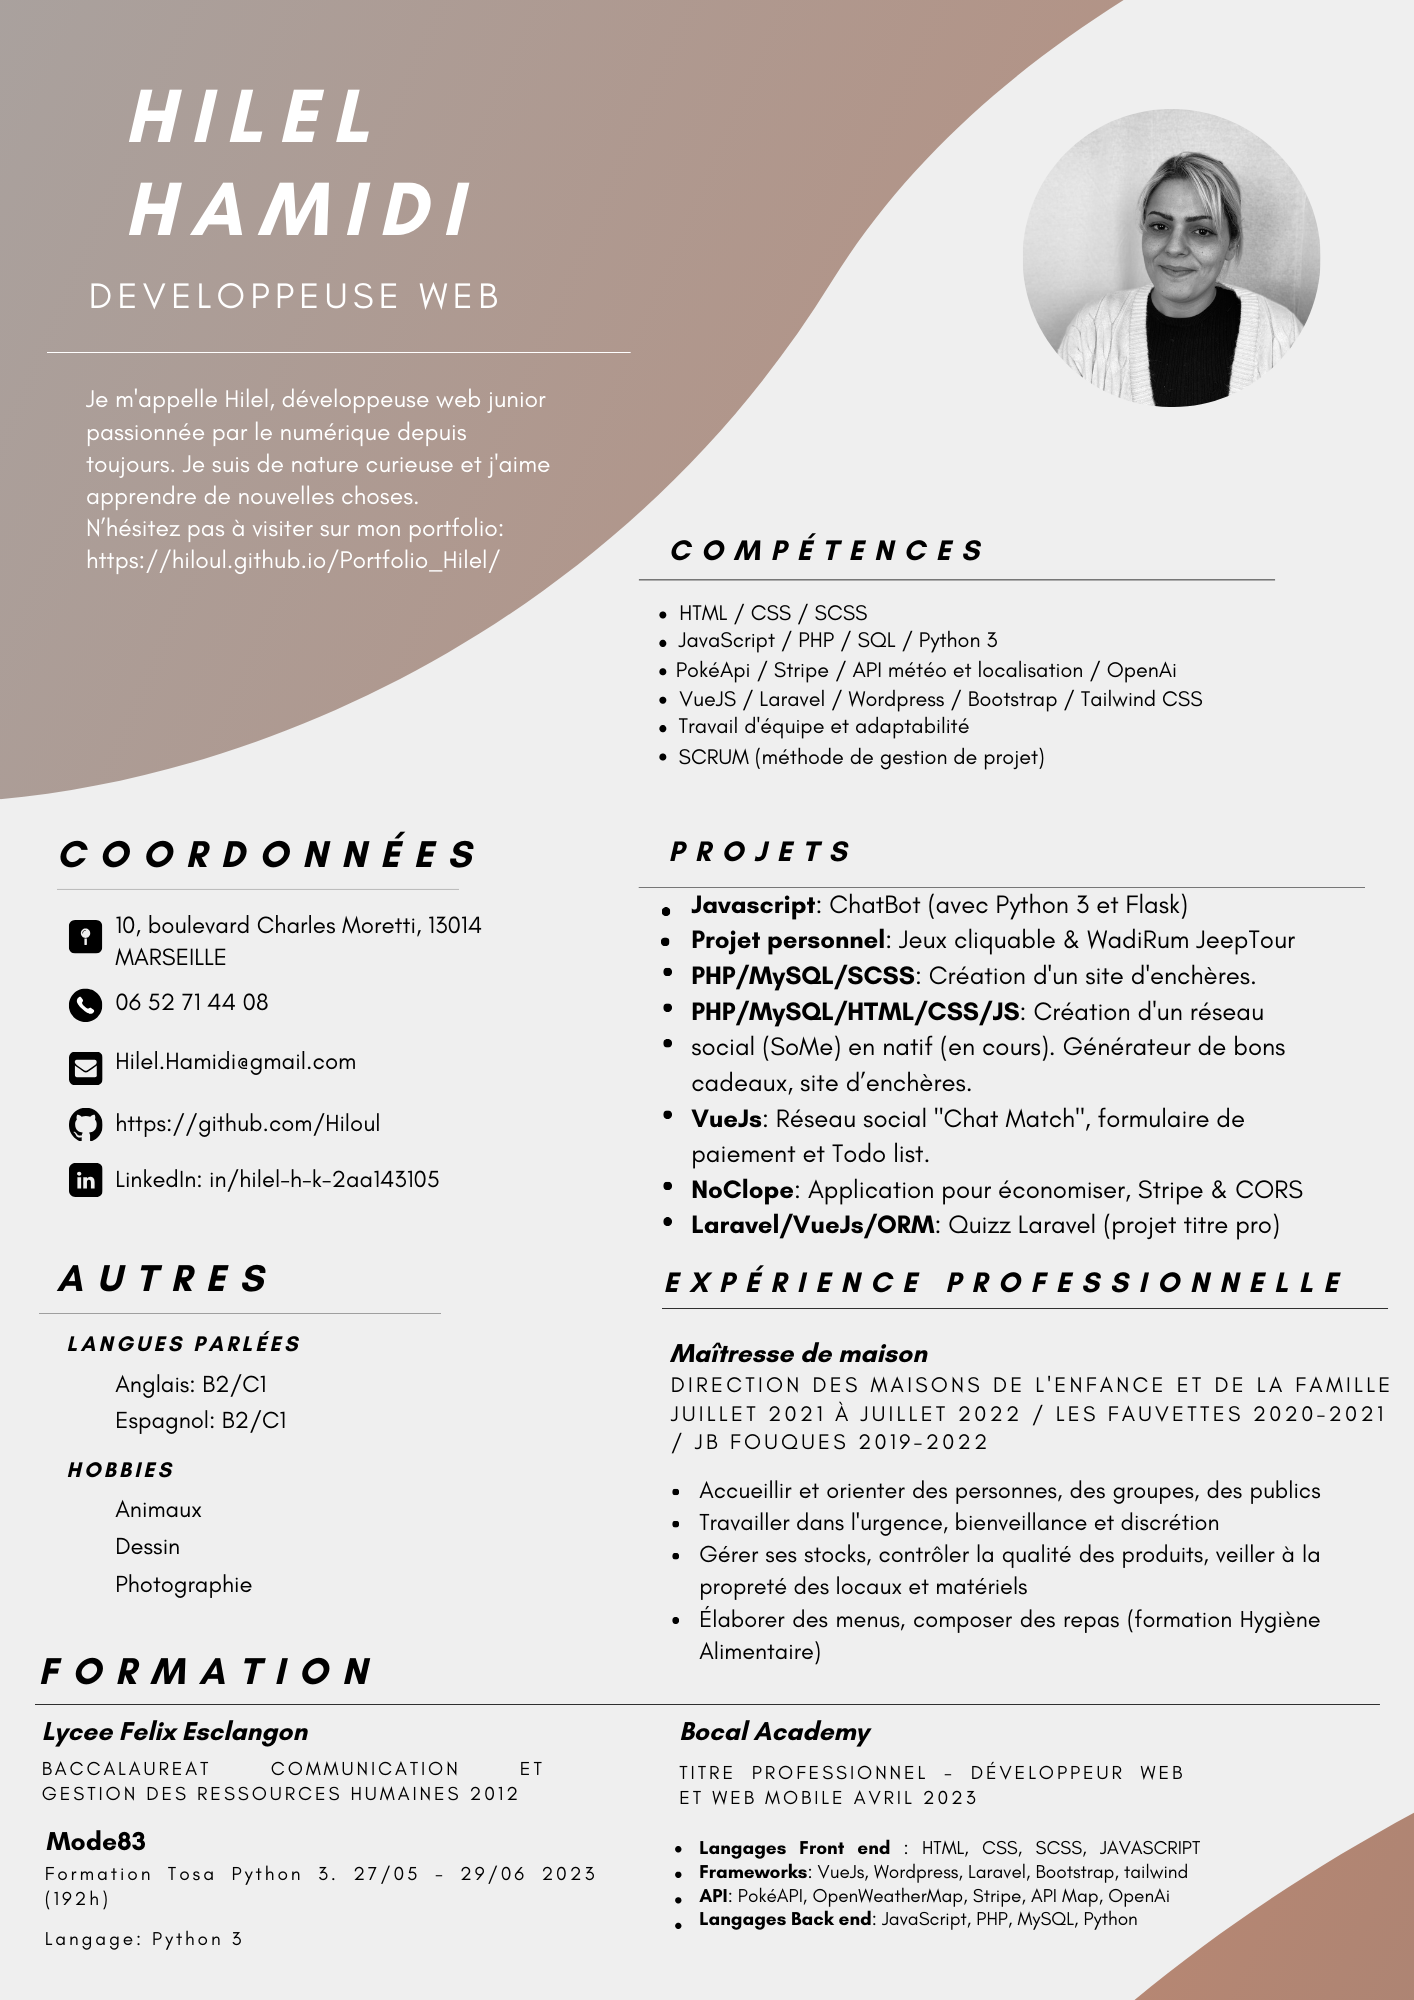 HILEL
HAMIDI
DEVELOPPEUSE WEB
Je m'appelle Hilel, développeuse web junior
passionnée par le numérique depuis
toujours. Je suis de nature curieuse et j'aime
apprendre de nouvelles choses.
N’hésitez pas à visiter sur mon portfolio:
https://hiloul.github.io/Portfolio_Hilel/
COMPÉTENCES
• HTML / CSS / SCSS
• JavaScript / PHP / SQL / Python 3
• PokéApi / Stripe / API météo et localisation / OpenAi
• VueJS / Laravel / Wordpress / Bootstrap / Tailwind CSS
• Travail d'équipe et adaptabilité
• SCRUM (méthode de gestion de projet)
COORDONNÉES
10, boulevard Charles Moretti, 13014
MARSEILLE
06 52 71 44 08
Hilel.Hamidi@gmail.com
https://github.com/Hiloul
in LinkedIn: in/hilel-h-k-2aa143105
PROJETS
• Javascript: ChatBot (avec Python 3 et Flask)
• Projet personnel: Jeux cliquable & WadiRum JeepTour
• PHP/MySQL/SCSS: Création d'un site d'enchères.
• PHP/MySQL/HTML/CSS/JS: Création d'un réseau
• social (SoMe) en natif (en cours). Générateur de bons
cadeaux, site d’enchères.
• VueJs: Réseau social "Chat Match", formulaire de
paiement et Todo list.
• NoClope: Application pour économiser, Stripe & CORS
• Laravel/VueJs/ORM: Quizz Laravel (projet titre pro)
AUTRES
LANGUES PARLÉES
Anglais: B2/C1
Espagnol: B2/C1
HOBBIES
Animaux
Dessin
Photographie
EXPÉRIENCE PROFESSIONNELLE
Maîtresse de maison
DIRECTION DES MAISONS DE L'ENFANCE ET DE LA FAMILLE
JUILLET 2021 À JUILLET 2022 / LES FAUVETTES 2020-2021
/ JB FOUQUES 2019-2022
• Accueillir et orienter des personnes, des groupes, des publics
• Travailler dans l'urgence, bienveillance et discrétion
• Gérer ses stocks, contrôler la qualité des produits, veiller à la
propreté des locaux et matériels
• Élaborer des menus, composer des repas (formation Hygiène
Alimentaire)
FORMATION
Lycee Felix Esclangon
BACCALAUREAT COMMUNICATION ET
GESTION DES RESSOURCES HUMAINES 2012
Mode83
Formation Tosa Python 3. 27/05 - 29/06 2023
(192h)
Langage: Python 3
Bocal Academy
TITRE PROFESSIONNEL - DÉVELOPPEUR WEB
ET WEB MOBILE AVRIL 2023
• Langages Front end : HTML, CSS, SCSS, JAVASCRIPT
• Frameworks: VueJs, Wordpress, Laravel, Bootstrap, tailwind
• API: PokéAPI, OpenWeatherMap, Stripe, API Map, OpenAi
• Langages Back end: JavaScript, PHP, MySQL, Python